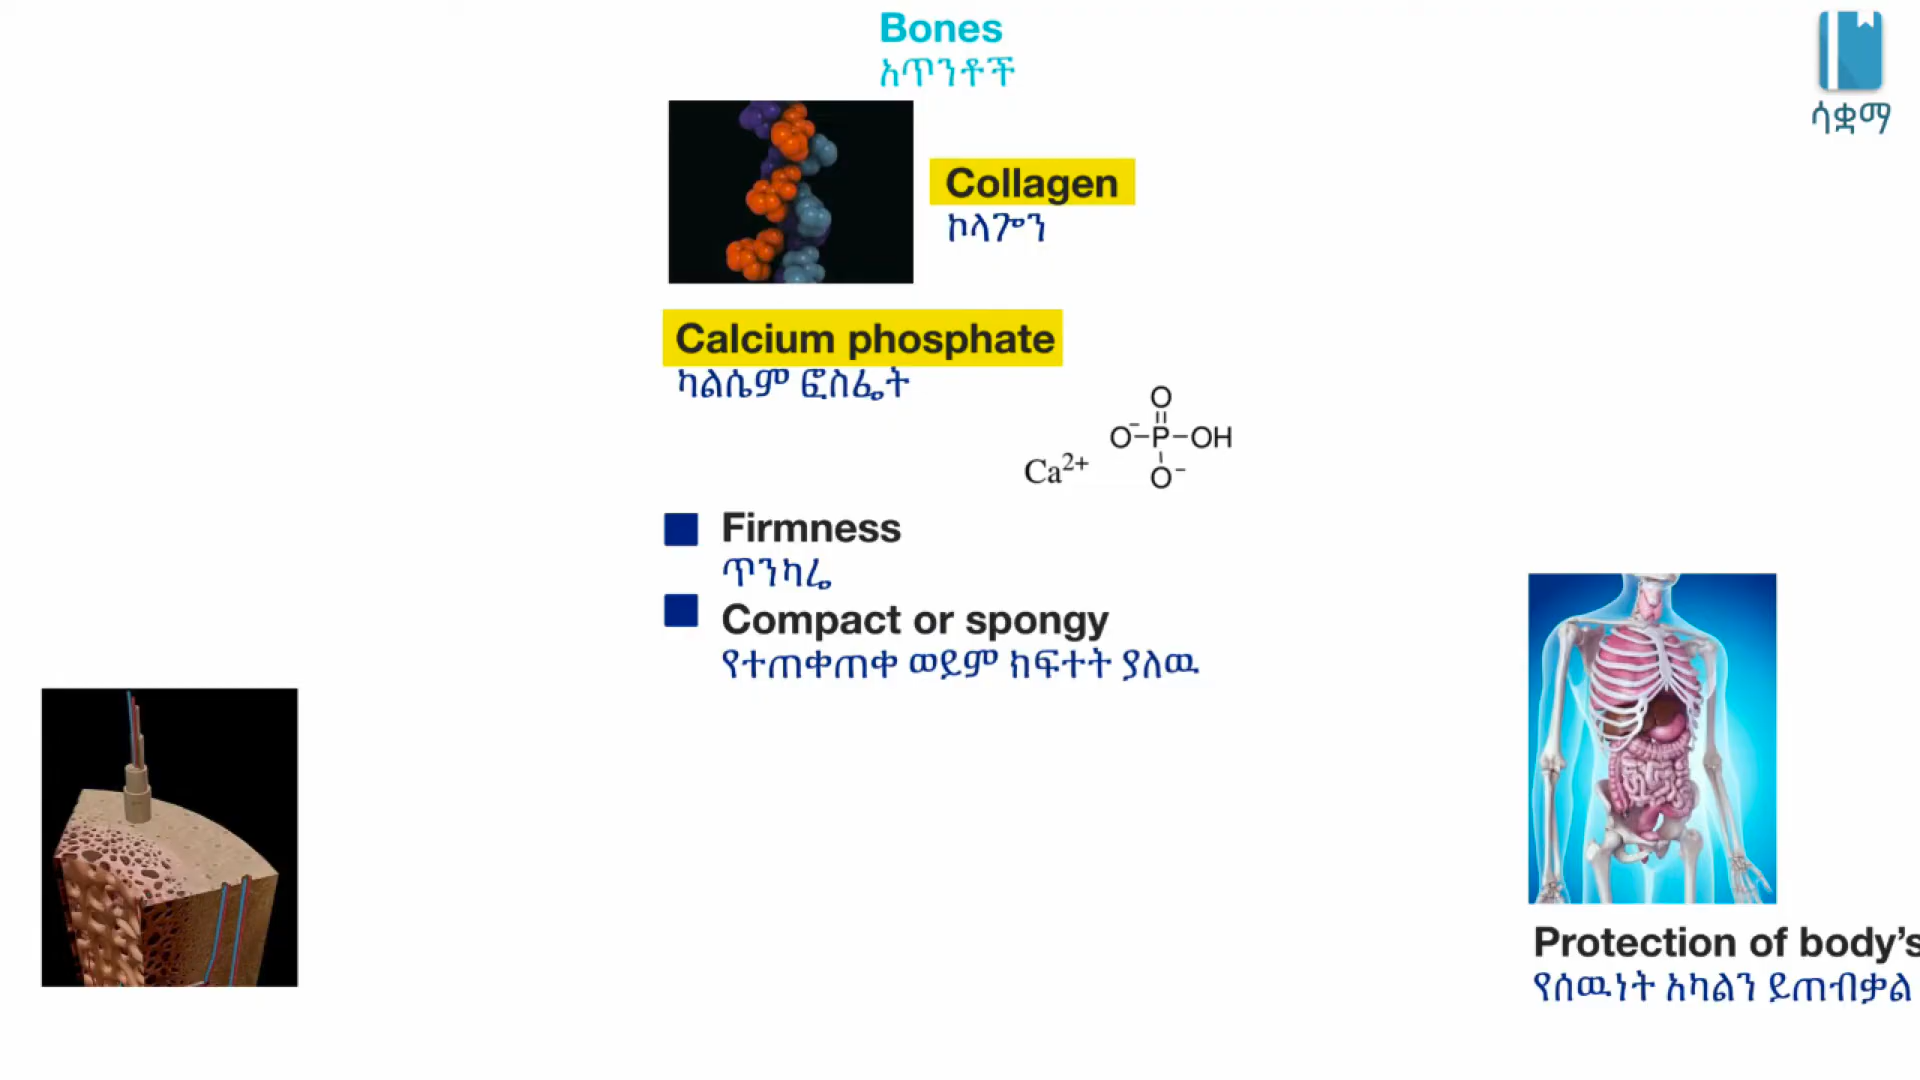 Bones
አጥንቶች
ሳቋማ
Collagen
ኮላጆን
Calcium phosphate
ካልሴም ፎስፌት
O
O⁻–P–OH
Ca²⁺
O⁻
Firmness
ጥንካሬ
Compact or spongy
የተጠቀጠቀ ወይም ክፍተት ያለዉ
Protection of body's
የሰዉነት አካልን ይጠብቃል